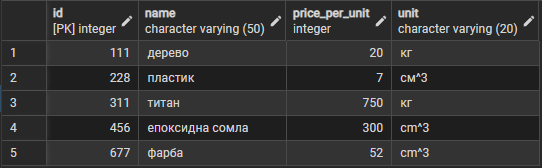 id name price_per_unit unit
[PK] integer character varying (50) integer character varying (20)
1 111 дерево 20 кг
2 228 пластик 7 см^3
3 311 титан 750 кг
4 456 епоксидна сомла 300 cm^3
5 677 фарба 52 cm^3